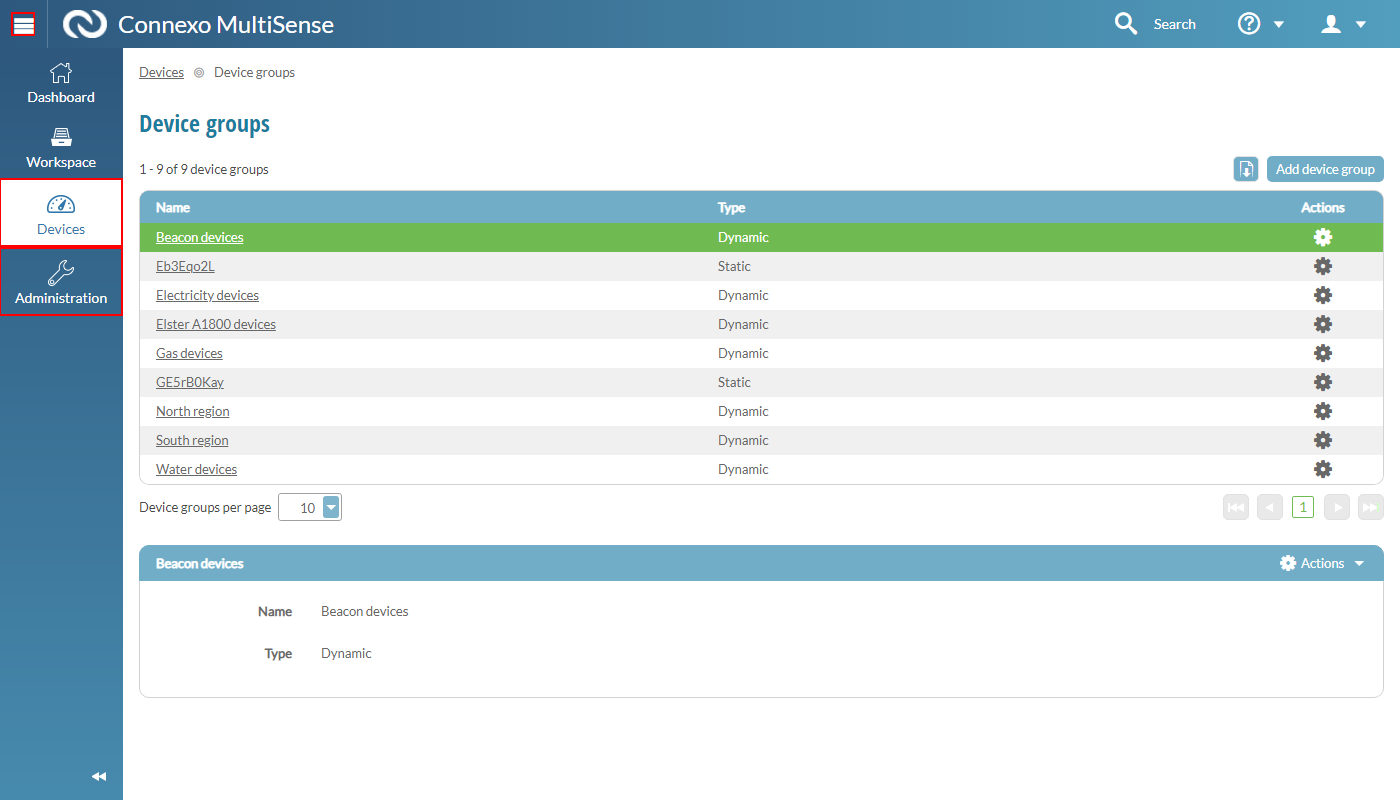 Connexo MultiSense Search
Dashboard
Workspace
Devices
Administration
Devices Device groups
Device groups
1 - 9 of 9 device groups Add device group
Name Type Actions
Beacon devices Dynamic
Eb3Eqo2L Static
Electricity devices Dynamic
Elster A1800 devices Dynamic
Gas devices Dynamic
GE5rB0Kay Static
North region Dynamic
South region Dynamic
Water devices Dynamic
Device groups per page 10 1
Beacon devices Actions
Name Beacon devices
Type Dynamic